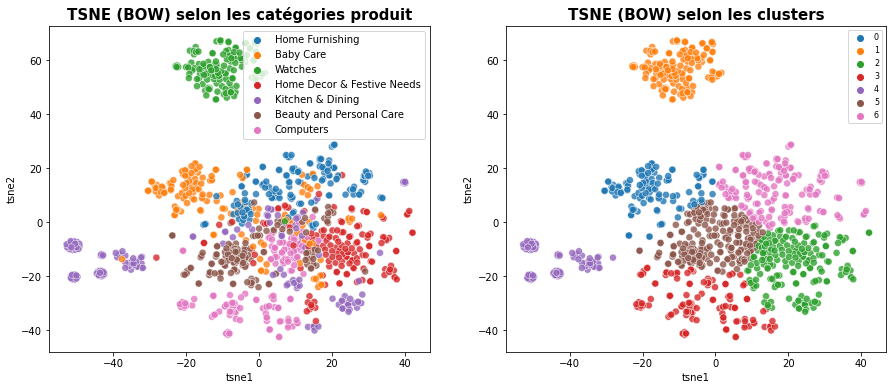 TSNE (BOW) selon les catégories produit
Home Furnishing
Baby Care
Watches
Home Decor & Festive Needs
Kitchen & Dining
Beauty and Personal Care
Computers
60
40
20
0
−20
−40
tsne2
−40
−20
0
20
40
tsne1
TSNE (BOW) selon les clusters
0
1
2
3
4
5
6
60
40
20
0
−20
−40
tsne2
−40
−20
0
20
40
tsne1